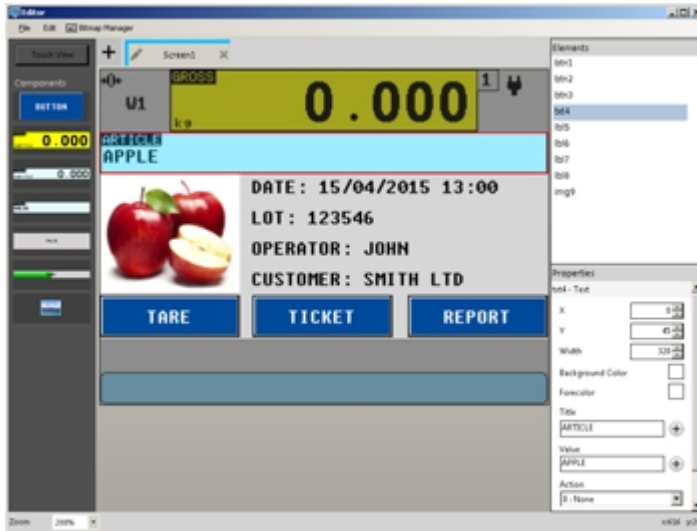 Editor
File Edit Bitmap Manager
Touch View
Screen1
Components
BUTTON
0.000
0.000
GROSS
W1
kg
0.000
1
ARTICLE
APPLE
DATE: 15/04/2015 13:00
LOT: 123546
OPERATOR: JOHN
CUSTOMER: SMITH LTD
TARE
TICKET
REPORT
Elements
btn1
btn2
btn3
txt4
lbl5
lbl6
lbl7
lbl8
img9
Properties
txt4 - Text
X
0
Y
45
Width
320
Background Color
Forecolor
Title
ARTICLE
Value
APPLE
Action
0 : None
Zoom 200%